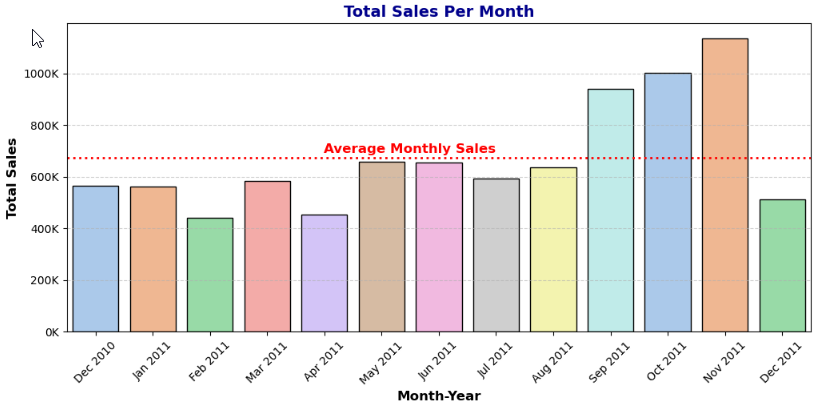 Total Sales Per Month
Total Sales
1000K
800K
600K
400K
200K
0K
Average Monthly Sales
Dec 2010
Jan 2011
Feb 2011
Mar 2011
Apr 2011
May 2011
Jun 2011
Jul 2011
Aug 2011
Sep 2011
Oct 2011
Nov 2011
Dec 2011
Month-Year